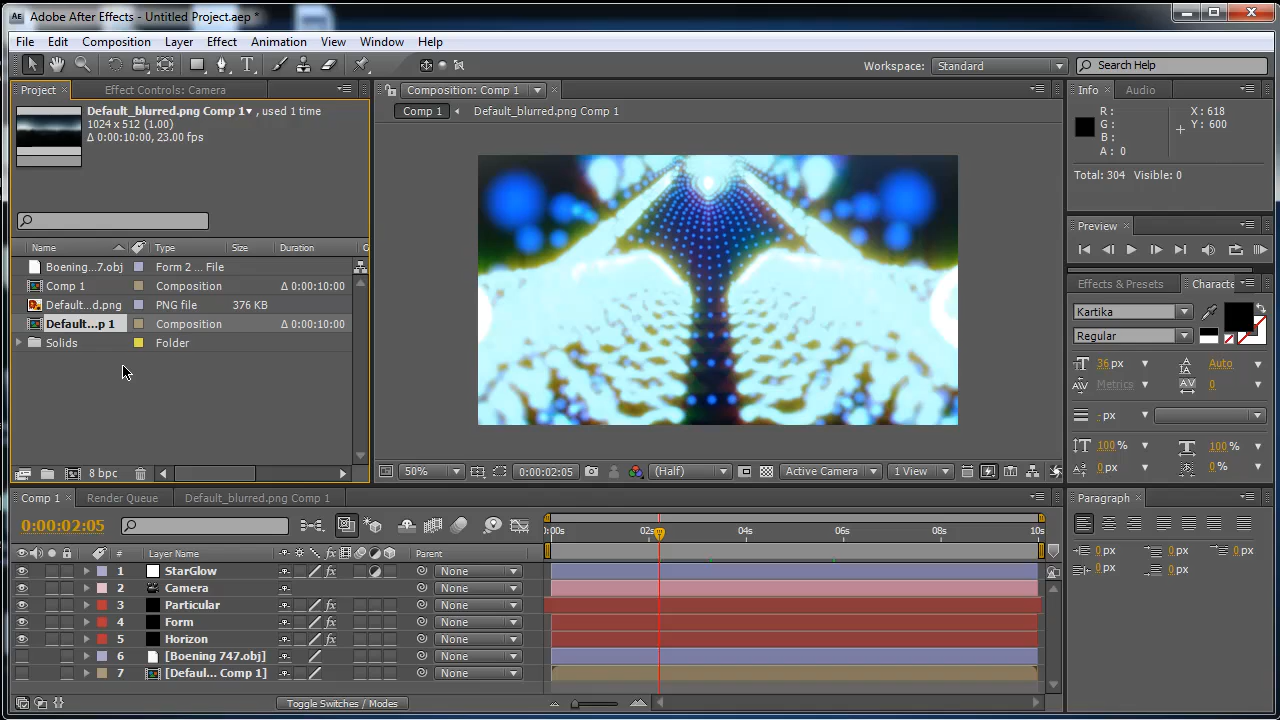 Adobe After Effects - Untitled Project.aep *
File Edit Composition Layer Effect Animation View Window Help
Workspace: Standard Search Help
Project Effect Controls: Camera
Default_blurred.png Comp 1 , used 1 time
1024 x 512 (1.00)
Δ 0:00:10:00, 23.00 fps
Name Type Size Duration
Boening...7.obj Form 2 ... File
Comp 1 Composition Δ 0:00:10:00
Default...d.png PNG file 376 KB
Default...p 1 Composition Δ 0:00:10:00
Solids Folder
8 bpc
Composition: Comp 1
Comp 1 Default_blurred.png Comp 1
50% 0:00:02:05 (Half) Active Camera 1 View
Info Audio
R: X: 618
G: Y: 600
B:
A: 0
Total: 304 Visible: 0
Preview
Effects & Presets Characte
Kartika
Regular
36 px Auto
Metrics 0
- px
100 % 100 %
0 px 0 %
Paragraph
0 px 0 px 0 px
0 px 0 px
Comp 1 Render Queue Default_blurred.png Comp 1
0:00:02:05
:00s 02s 04s 06s 08s 10s
# Layer Name Parent
1 StarGlow None
2 Camera None
3 Particular None
4 Form None
5 Horizon None
6 [Boening 747.obj] None
7 [Defaul... Comp 1] None
Toggle Switches / Modes